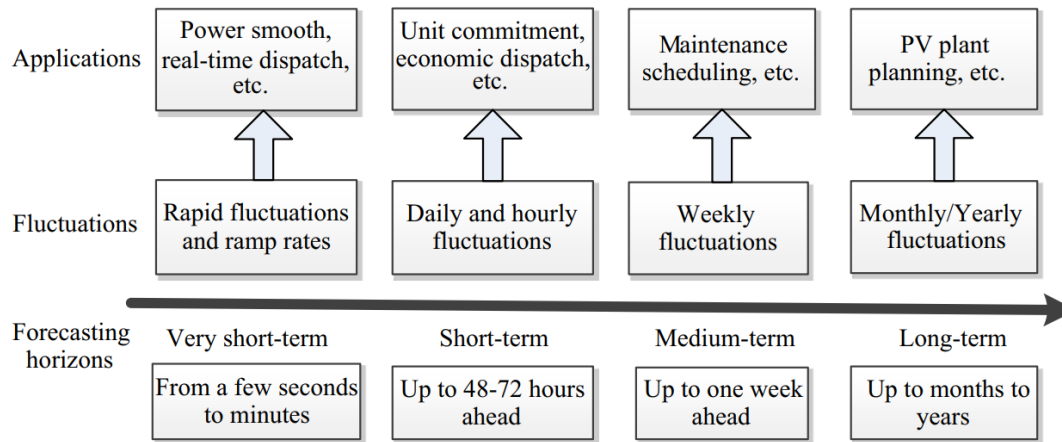 Applications
Power smooth,
real-time dispatch,
etc.
Unit commitment,
economic dispatch,
etc.
Maintenance
scheduling, etc.
PV plant
planning, etc.
Fluctuations
Rapid fluctuations
and ramp rates
Daily and hourly
fluctuations
Weekly
fluctuations
Monthly/Yearly
fluctuations
Forecasting
horizons
Very short-term
Short-term
Medium-term
Long-term
From a few seconds
to minutes
Up to 48-72 hours
ahead
Up to one week
ahead
Up to months to
years